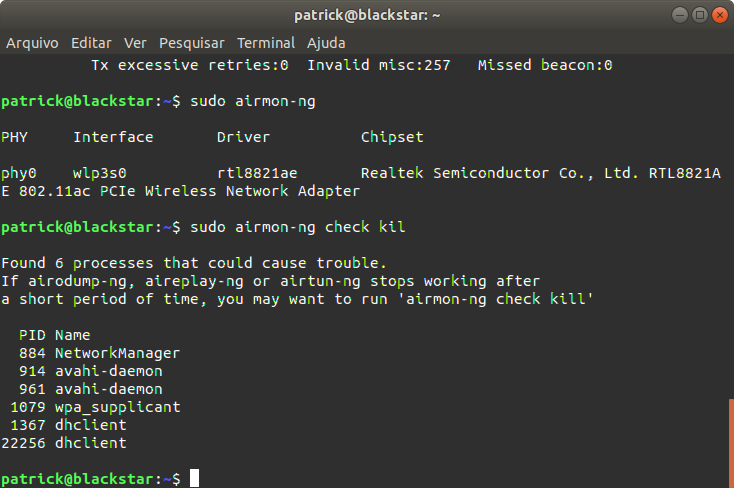 patrick@blackstar: ~
Arquivo Editar Ver Pesquisar Terminal Ajuda
Tx excessive retries:0  Invalid misc:257   Missed beacon:0
patrick@blackstar:~$ sudo airmon-ng
PHY     Interface       Driver          Chipset
phy0    wlp3s0          rtl8821ae       Realtek Semiconductor Co., Ltd. RTL8821A
E 802.11ac PCIe Wireless Network Adapter
patrick@blackstar:~$ sudo airmon-ng check kil
Found 6 processes that could cause trouble.
If airodump-ng, aireplay-ng or airtun-ng stops working after
a short period of time, you may want to run 'airmon-ng check kill'
  PID Name
  884 NetworkManager
  914 avahi-daemon
  961 avahi-daemon
 1079 wpa_supplicant
 1367 dhclient
22256 dhclient
patrick@blackstar:~$